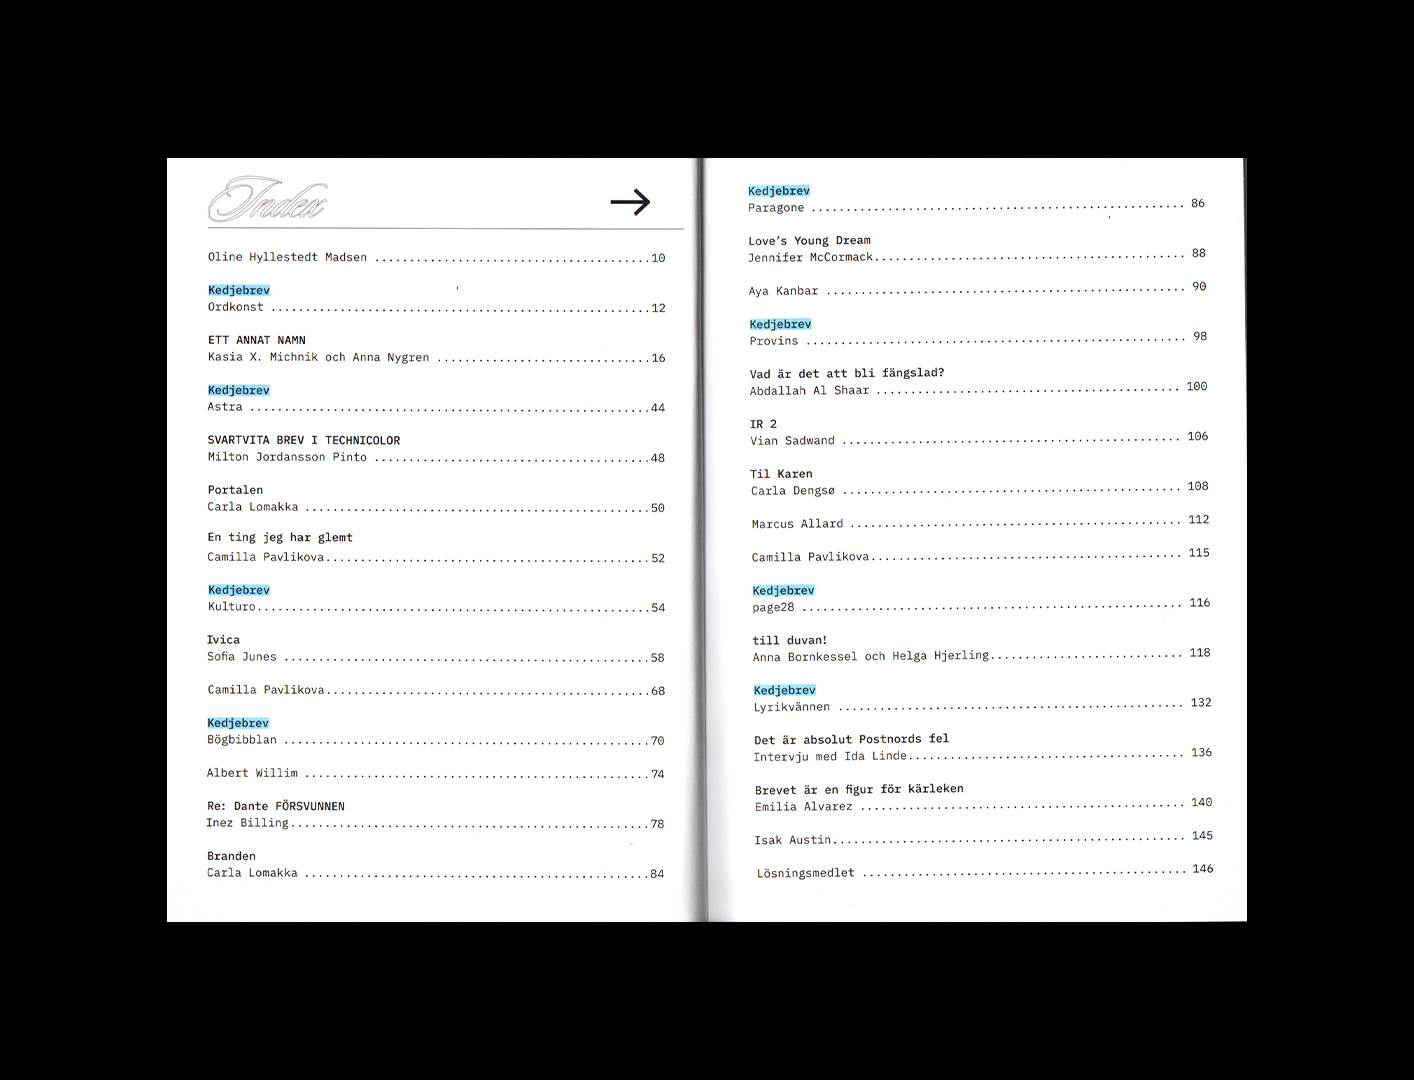 Index →
Oline Hyllestedt Madsen ........................................10
Kedjebrev
Ordkonst .......................................................12
ETT ANNAT NAMN
Kasia X. Michnik och Anna Nygren ...............................16
Kedjebrev
Astra ..........................................................44
SVARTVITA BREV I TECHNICOLOR
Milton Jordansson Pinto ........................................48
Portalen
Carla Lomakka ..................................................50
En ting jeg har glemt
Camilla Pavlikova...............................................52
Kedjebrev
Kulturo.........................................................54
Ivica
Sofia Junes ....................................................58
Camilla Pavlikova...............................................68
Kedjebrev
Bögbibblan .....................................................70
Albert Willim ..................................................74
Re: Dante FÖRSVUNNEN
Inez Billing....................................................78
Branden
Carla Lomakka ..................................................84
Kedjebrev
Paragone ....................................................... 86
Love's Young Dream
Jennifer McCormack.............................................. 88
Aya Kanbar ..................................................... 90
Kedjebrev
Provins ........................................................ 98
Vad är det att bli fängslad?
Abdallah Al Shaar .............................................. 100
IR 2
Vian Sadwand ................................................... 106
Til Karen
Carla Dengsø ................................................... 108
Marcus Allard .................................................. 112
Camilla Pavlikova............................................... 115
Kedjebrev
page28 ......................................................... 116
till duvan!
Anna Bornkessel och Helga Hjerling.............................. 118
Kedjebrev
Lyrikvännen .................................................... 132
Det är absolut Postnords fel
Intervju med Ida Linde.......................................... 136
Brevet är en figur för kärleken
Emilia Alvarez ................................................. 140
Isak Austin..................................................... 145
Lösningsmedlet ................................................. 146